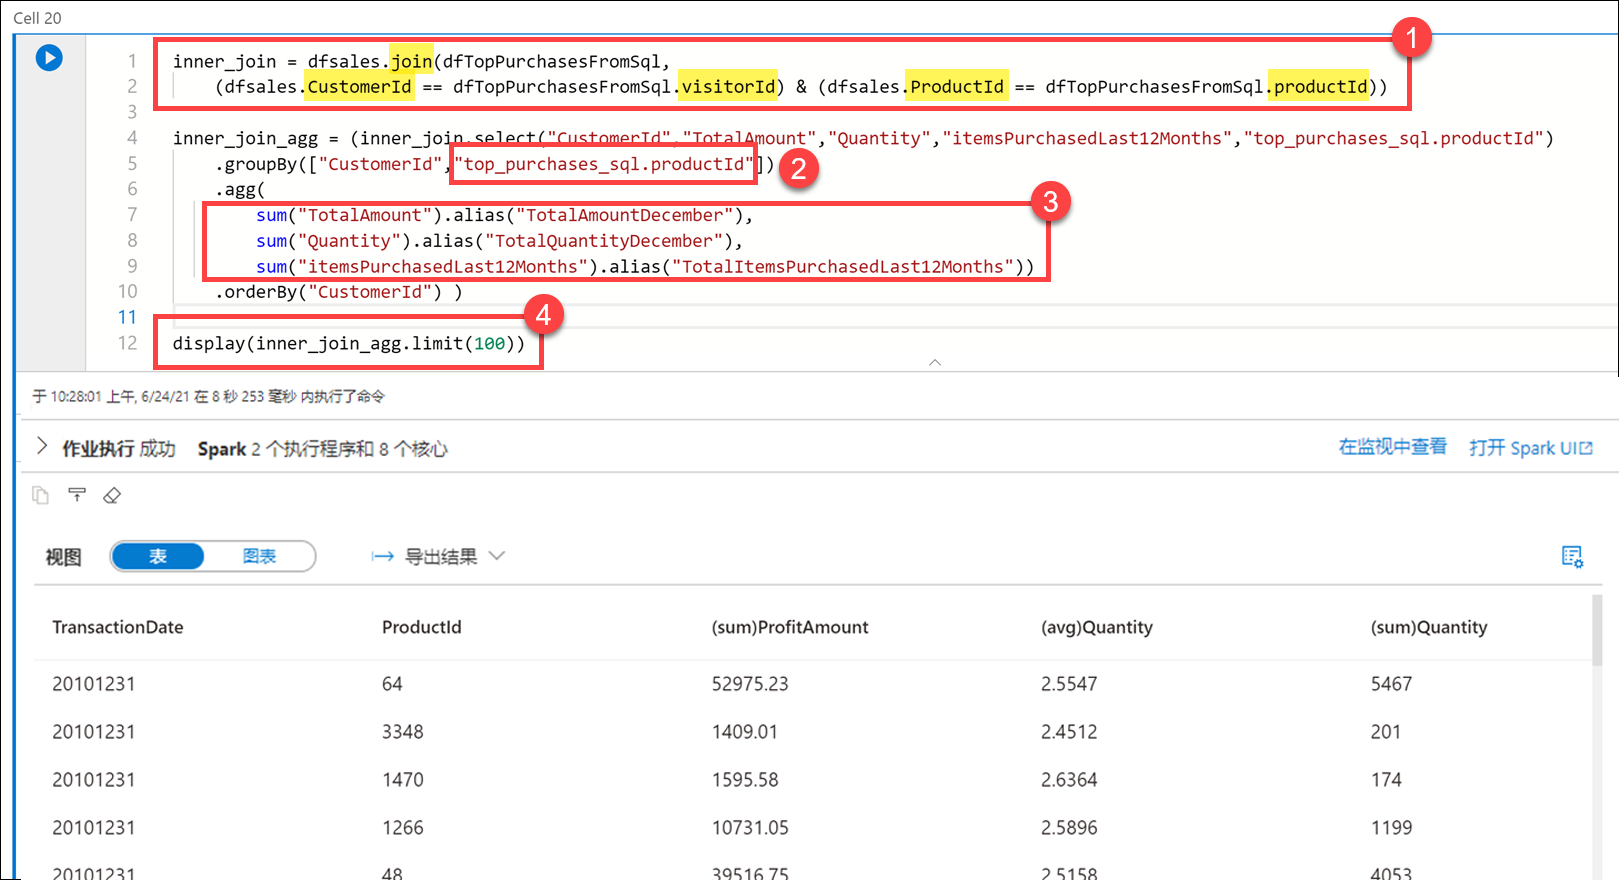 Cell 20
1
1 inner_join = dfsales.join(dfTopPurchasesFromSql,
2 (dfsales.CustomerId == dfTopPurchasesFromSql.visitorId) & (dfsales.ProductId == dfTopPurchasesFromSql.productId))
3
4 inner_join_agg = (inner_join.select("CustomerId","TotalAmount","Quantity","itemsPurchasedLast12Months","top_purchases_sql.productId")
5 .groupBy(["CustomerId","top_purchases_sql.productId"])
2
6 .agg(
3
7 sum("TotalAmount").alias("TotalAmountDecember"),
8 sum("Quantity").alias("TotalQuantityDecember"),
9 sum("itemsPurchasedLast12Months").alias("TotalItemsPurchasedLast12Months"))
10 .orderBy("CustomerId") )
11
4
12 display(inner_join_agg.limit(100))
于 10:28:01 上午, 6/24/21 在 8 秒 253 毫秒 内执行了命令
作业执行 成功 Spark 2 个执行程序和 8 个核心 在监视中查看 打开 Spark UI
视图 表 图表 导出结果
TransactionDate ProductId (sum)ProfitAmount (avg)Quantity (sum)Quantity
20101231 64 52975.23 2.5547 5467
20101231 3348 1409.01 2.4512 201
20101231 1470 1595.58 2.6364 174
20101231 1266 10731.05 2.5896 1199
20101231 48 39516.75 2.5158 4053